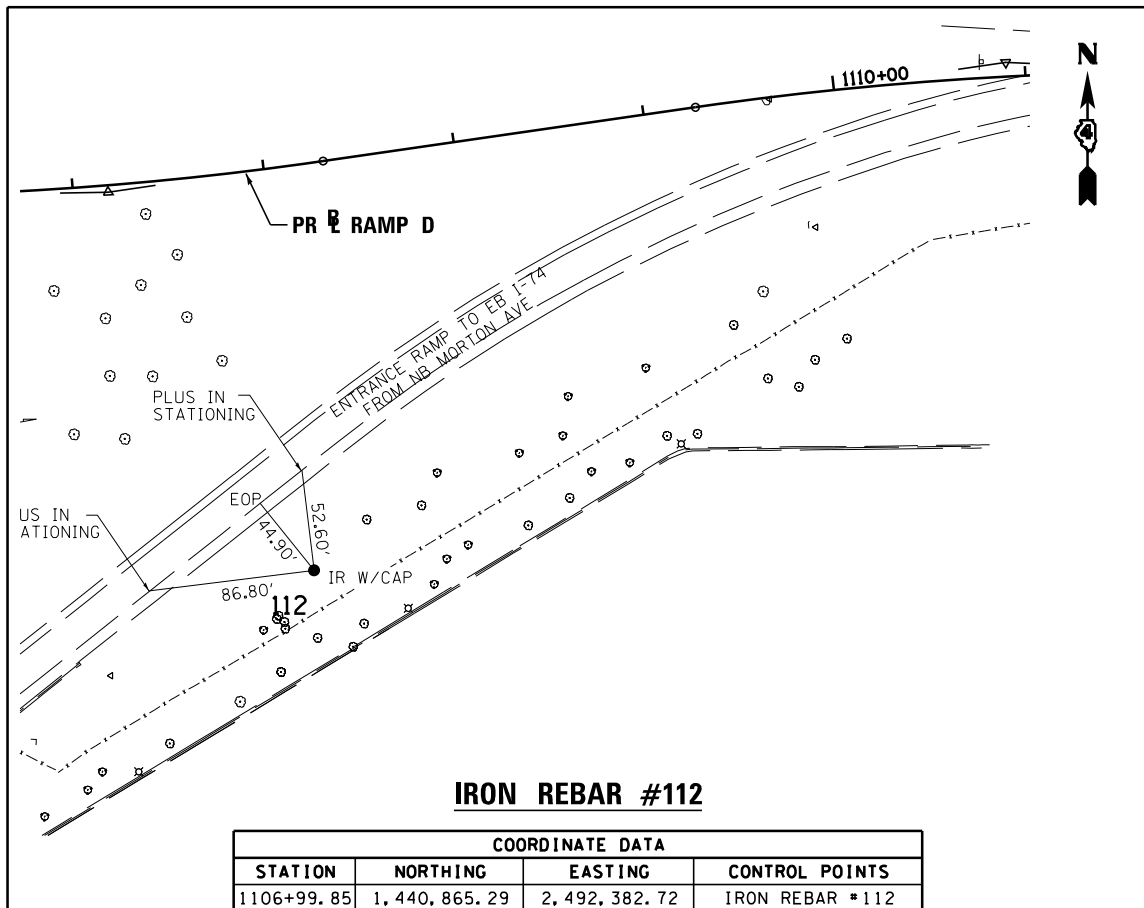 1110+00
N
4
PR BL RAMP D
ENTRANCE RAMP TO EB I-74
FROM NB MORTON AVE
PLUS IN
STATIONING
EOP
US IN
ATIONING
52.60'
44.90'
86.80'
IR W/CAP
112
IRON REBAR #112
COORDINATE DATA
STATION NORTHING EASTING CONTROL POINTS
1106+99.85 1,440,865.29 2,492,382.72 IRON REBAR #112